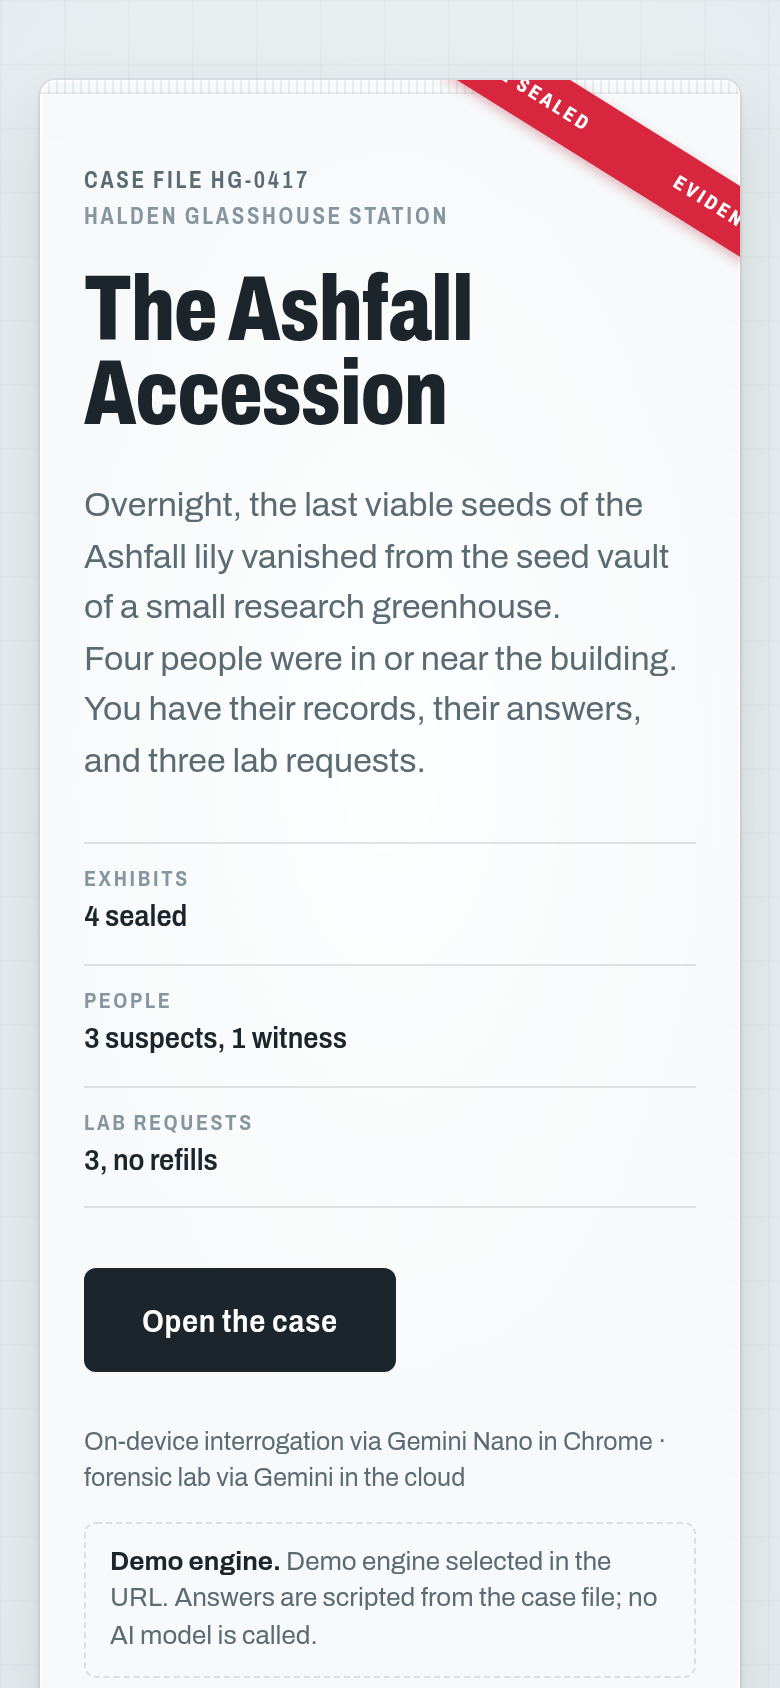 SEALED
EVIDEN
CASE FILE HG-0417
HALDEN GLASSHOUSE STATION
The Ashfall
Accession
Overnight, the last viable seeds of the
Ashfall lily vanished from the seed vault
of a small research greenhouse.
Four people were in or near the building.
You have their records, their answers,
and three lab requests.
EXHIBITS
4 sealed
PEOPLE
3 suspects, 1 witness
LAB REQUESTS
3, no refills
Open the case
On-device interrogation via Gemini Nano in Chrome ·
forensic lab via Gemini in the cloud
Demo engine. Demo engine selected in the
URL. Answers are scripted from the case file; no
AI model is called.